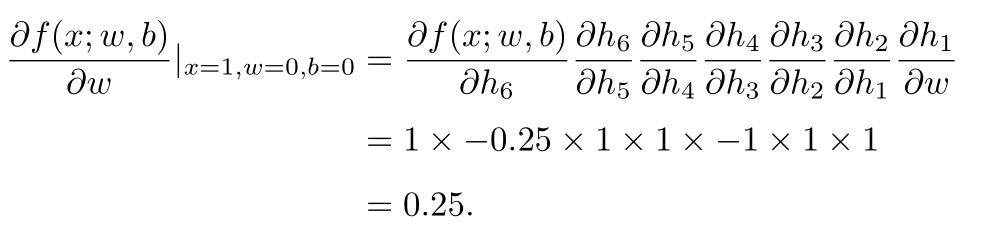 ∂f(x; w, b)/∂w |x=1,w=0,b=0 = ∂f(x; w, b)/∂h₆ ∂h₆/∂h₅ ∂h₅/∂h₄ ∂h₄/∂h₃ ∂h₃/∂h₂ ∂h₂/∂h₁ ∂h₁/∂w
= 1 × −0.25 × 1 × 1 × −1 × 1 × 1
= 0.25.